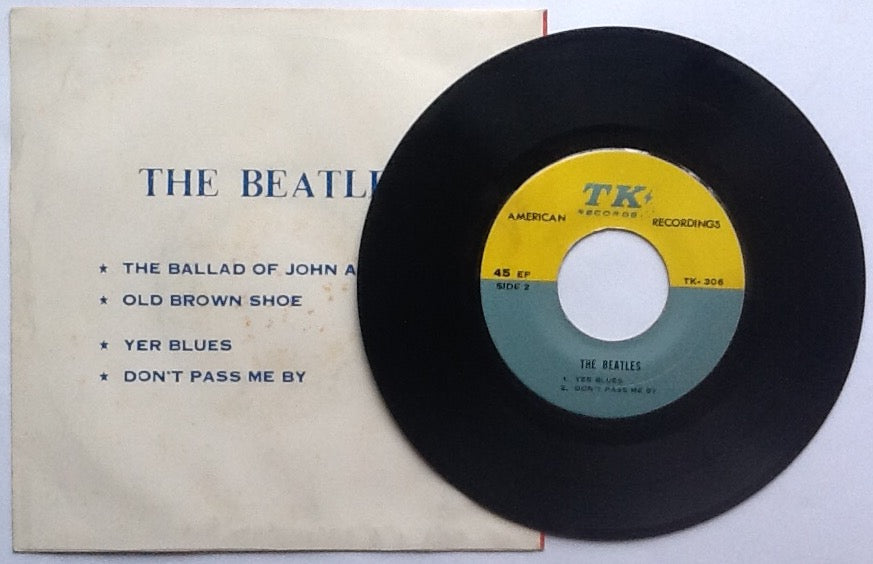 THE BEATLE
★ THE BALLAD OF JOHN A
★ OLD BROWN SHOE
★ YER BLUES
★ DON'T PASS ME BY
TK
RECORDS
AMERICAN RECORDINGS
45 EP TK-306
SIDE 2
THE BEATLES
1. YER BLUES
2. DON'T PASS ME BY